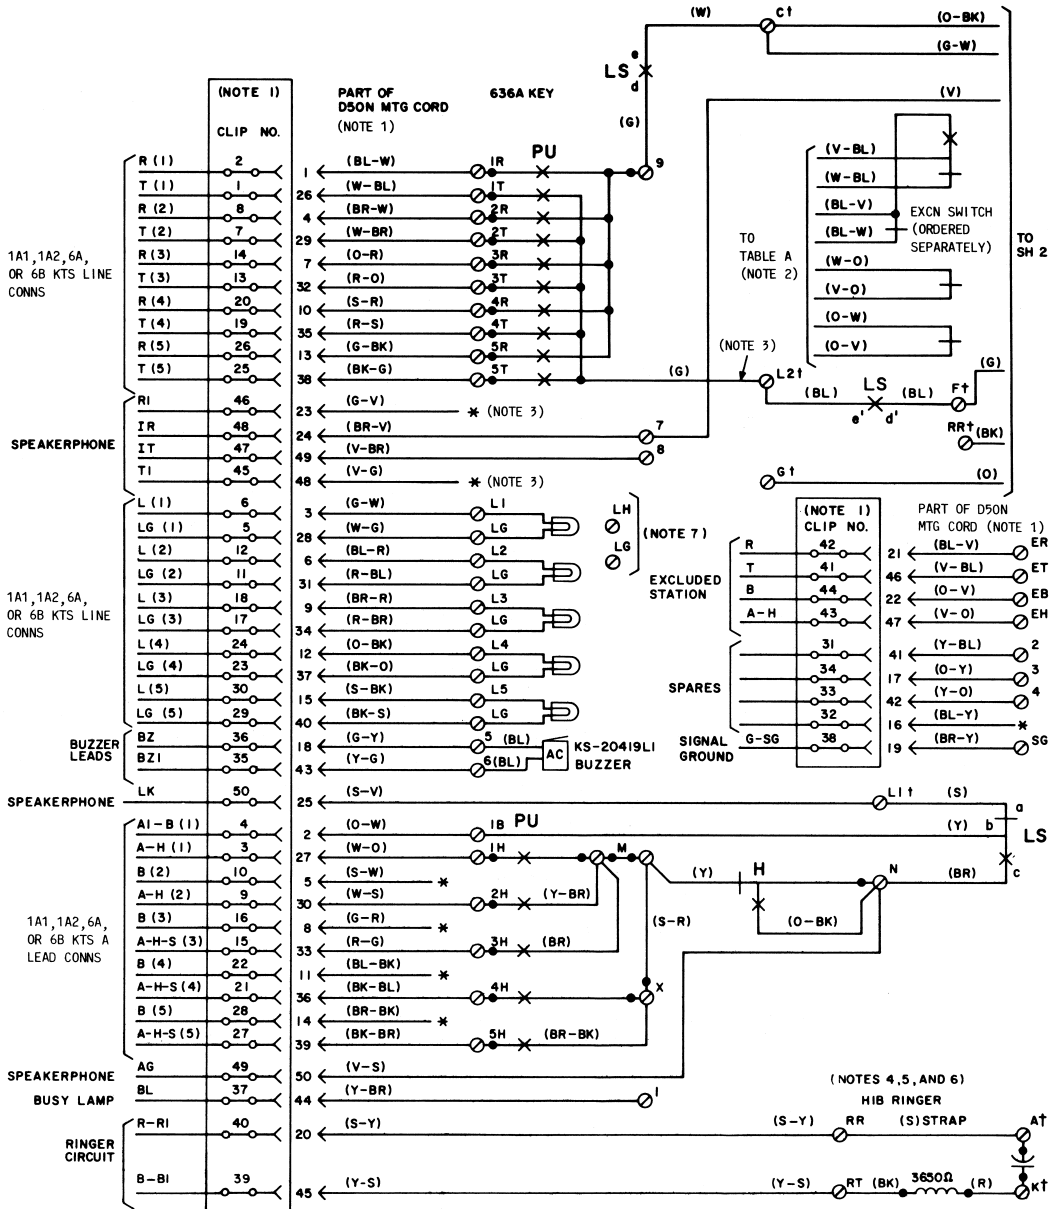 (W) C† (O-BK)
(G-W)
e
LS
d
(G)
(V)
(NOTE 1)
CLIP NO.
PART OF
D50N MTG CORD
(NOTE 1)
636A KEY
PU
9
1A1,1A2,6A,
OR 6B KTS LINE
CONNS
R (1) 2 1 (BL-W) 1R
T (1) 1 26 (W-BL) 1T
R (2) 8 4 (BR-W) 2R
T (2) 7 29 (W-BR) 2T
R (3) 14 7 (O-R) 3R
T (3) 13 32 (R-O) 3T
R (4) 20 10 (S-R) 4R
T (4) 19 35 (R-S) 4T
R (5) 26 13 (G-BK) 5R
T (5) 25 38 (BK-G) 5T
(G)
(NOTE 3)
L2†
TO
TABLE A
(NOTE 2)
(V-BL)
(W-BL)
(BL-V)
(BL-W)
(W-O)
(V-O)
(O-W)
(O-V)
EXCN SWITCH
(ORDERED
SEPARATELY)
TO
SH 2
(BL) LS (BL) F† (G)
e' d'
RR† (BK)
G† (O)
SPEAKERPHONE
R1 46 23 (G-V) * (NOTE 3)
1R 48 24 (BR-V) 7
1T 47 49 (V-BR) 8
T1 45 48 (V-G) * (NOTE 3)
1A1,1A2,6A,
OR 6B KTS LINE
CONNS
L (1) 6 3 (G-W) L1
LG (1) 5 28 (W-G) LG
L (2) 12 6 (BL-R) L2
LG (2) 11 31 (R-BL) LG
L (3) 18 9 (BR-R) L3
LG (3) 17 34 (R-BR) LG
L (4) 24 12 (O-BK) L4
LG (4) 23 37 (BK-O) LG
L (5) 30 15 (S-BK) L5
LG (5) 29 40 (BK-S) LG
LH
LG
(NOTE 7)
(NOTE 1)
CLIP NO.
PART OF D50N
MTG CORD (NOTE 1)
EXCLUDED
STATION
R 42 21 (BL-V) ER
T 41 46 (V-BL) ET
B 44 22 (O-V) EB
A-H 43 47 (V-O) EH
SPARES
31 41 (Y-BL) 2
34 17 (O-Y) 3
33 42 (Y-O) 4
32 16 (BL-Y) *
SIGNAL
GROUND
G-SG 38 19 (BR-Y) SG
BUZZER
LEADS
BZ 36 18 (G-Y) 5 (BL)
BZ1 35 43 (Y-G) 6(BL)
AC
KS-20419L1
BUZZER
SPEAKERPHONE
LK 50 25 (S-V) L1† (S)
a
b
LS
c
1A1,1A2,6A,
OR 6B KTS A
LEAD CONNS
A1-B (1) 4 2 (O-W) 1B PU (Y)
A-H (1) 3 27 (W-O) 1H M
B (2) 10 5 (S-W) *
A-H (2) 9 30 (W-S) 2H (Y-BR)
B (3) 16 8 (G-R) *
A-H-S (3) 15 33 (R-G) 3H (BR)
B (4) 22 11 (BL-BK) *
A-H-S (4) 21 36 (BK-BL) 4H X
B (5) 28 14 (BR-BK) *
A-H-S (5) 27 39 (BK-BR) 5H (BR-BK)
(Y) H N (BR)
(O-BK)
(S-R)
SPEAKERPHONE
AG 49 50 (V-S)
BUSY LAMP
BL 37 44 (Y-BR) 1
RINGER
CIRCUIT
R-R1 40 20 (S-Y)
B-B1 39 45 (Y-S)
(NOTES 4,5, AND 6)
HIB RINGER
(S-Y) RR (S)STRAP A†
(Y-S) RT (BK) 3650Ω (R) K†